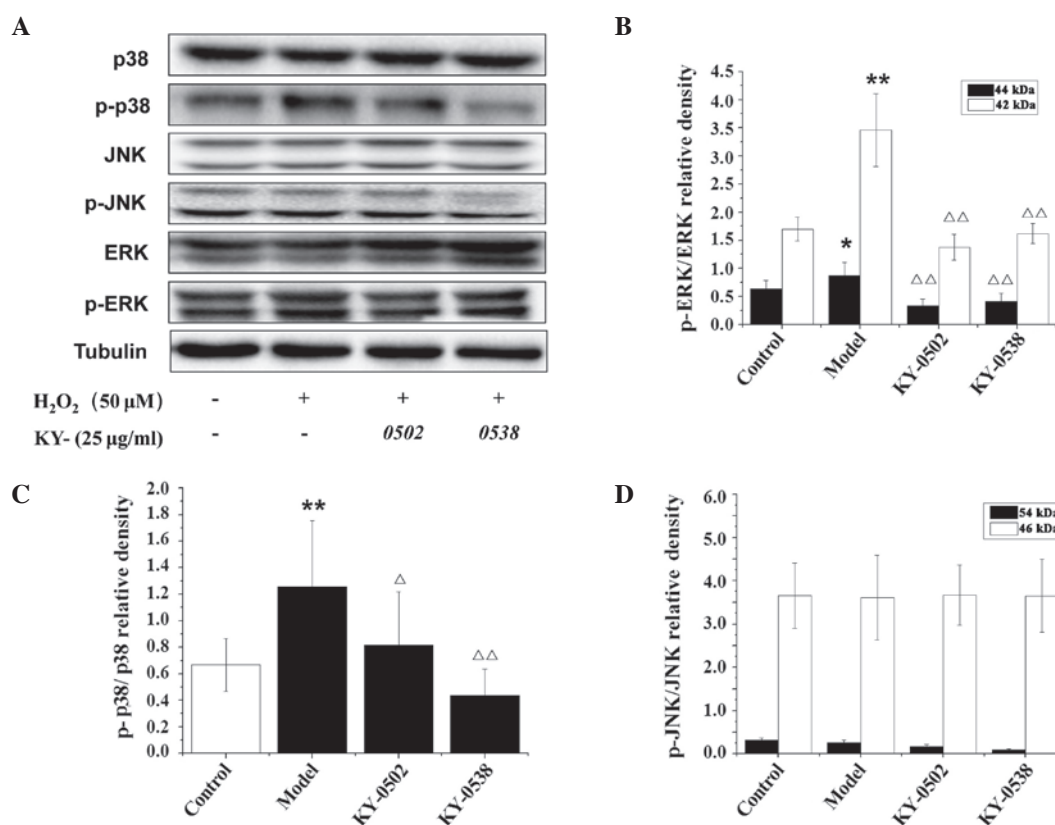 A
p38
p-p38
JNK
p-JNK
ERK
p-ERK
Tubulin
H₂O₂ (50 μM) - + + +
KY- (25 μg/ml) - - 0502 0538
B
p-ERK/ERK relative density
4.5
4.0
3.5
3.0
2.5
2.0
1.5
1.0
0.5
0.0
44 kDa
42 kDa
*
**
△△
△△
△△
△△
Control
Model
KY-0502
KY-0538
C
p-p38/ p38 relative density
2.0
1.8
1.6
1.4
1.2
1.0
0.8
0.6
0.4
0.2
0.0
**
△
△△
Control
Model
KY-0502
KY-0538
D
p-JNK/JNK relative density
6.0
5.0
4.0
3.0
2.0
1.0
0.0
54 kDa
46 kDa
Control
Model
KY-0502
KY-0538